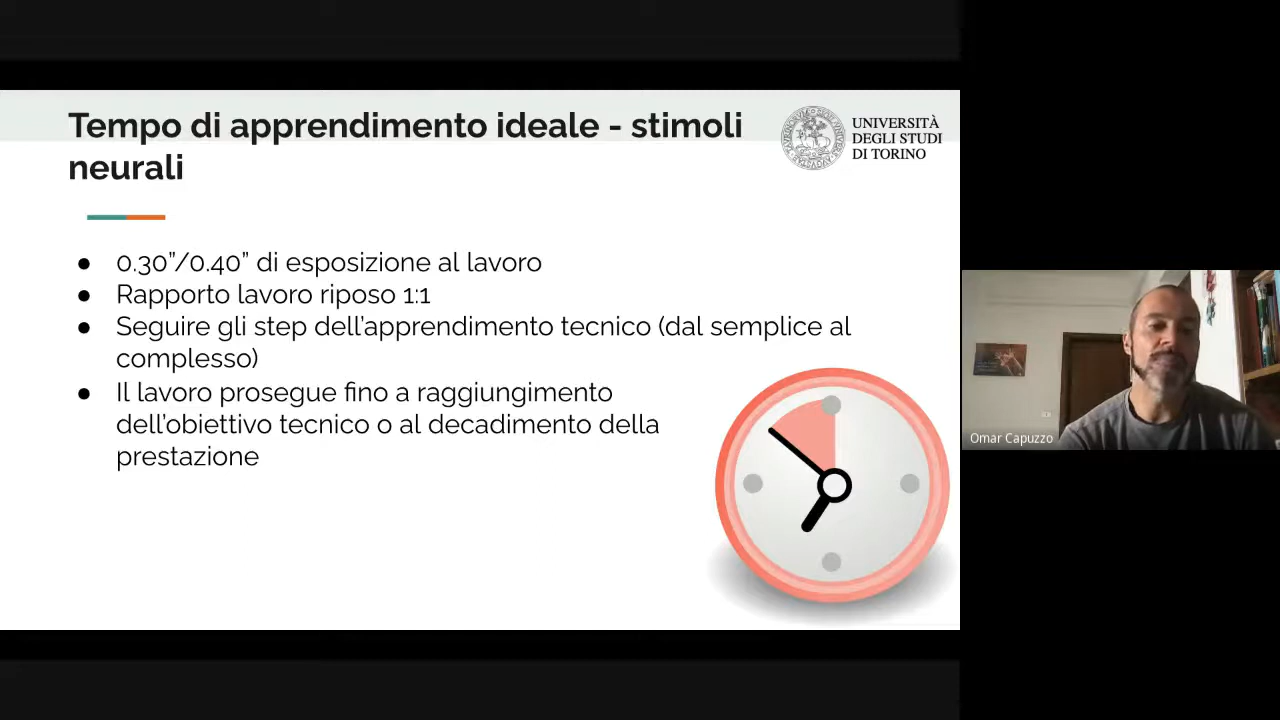 Tempo di apprendimento ideale - stimoli
neurali
UNIVERSITÀ
DEGLI STUDI
DI TORINO
● 0.30”/0.40” di esposizione al lavoro
● Rapporto lavoro riposo 1:1
● Seguire gli step dell’apprendimento tecnico (dal semplice al
complesso)
● Il lavoro prosegue fino a raggiungimento
dell’obiettivo tecnico o al decadimento della
prestazione
Omar Capuzzo